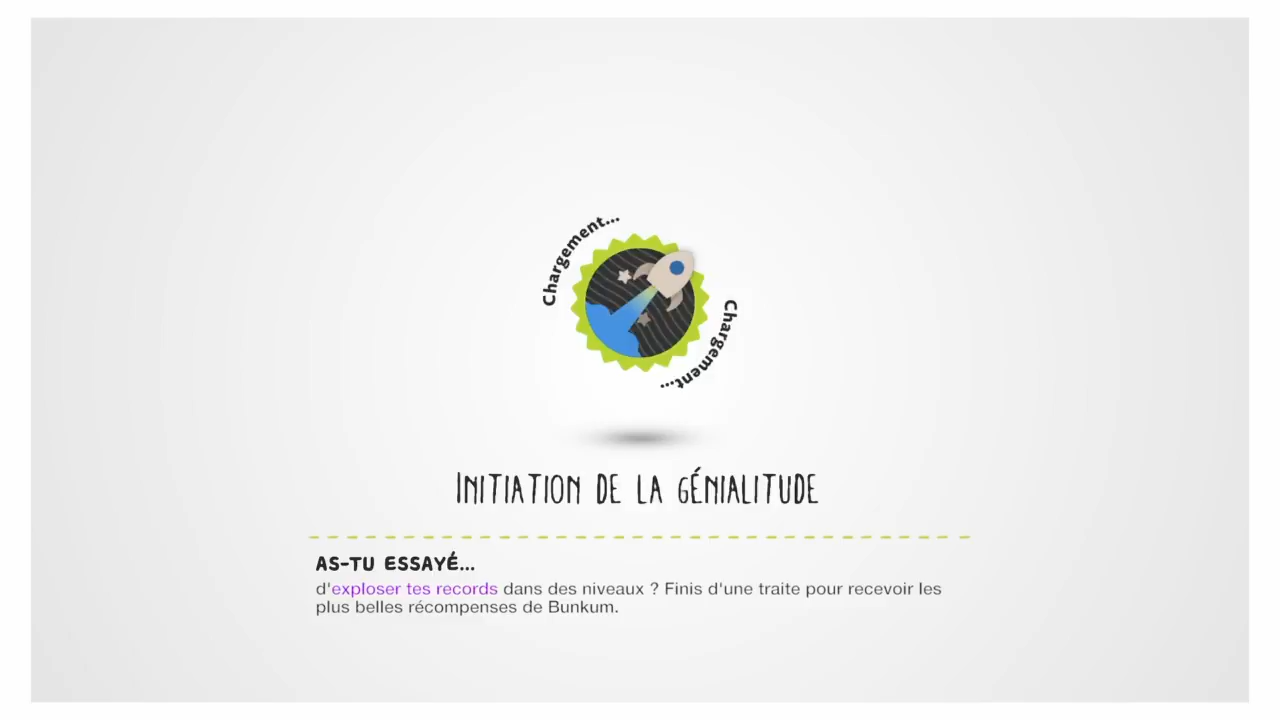 Chargement...
Chargement...
INITIATION DE LA GÉNIALITUDE
AS-TU ESSAYÉ...
d'exploser tes records dans des niveaux ? Finis d'une traite pour recevoir les
plus belles récompenses de Bunkum.